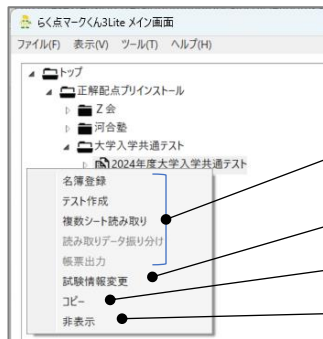 らく点マークくん3Lite メイン画面
ファイル(F) 表示(V) ツール(T) ヘルプ(H)
トップ
正解配点プリインストール
Z会
河合塾
大学入学共通テスト
2024年度大学入学共通テスト
名簿登録
テスト作成
複数シート読み取り
読み取りデータ振り分け
帳票出力
試験情報変更
コピー
非表示